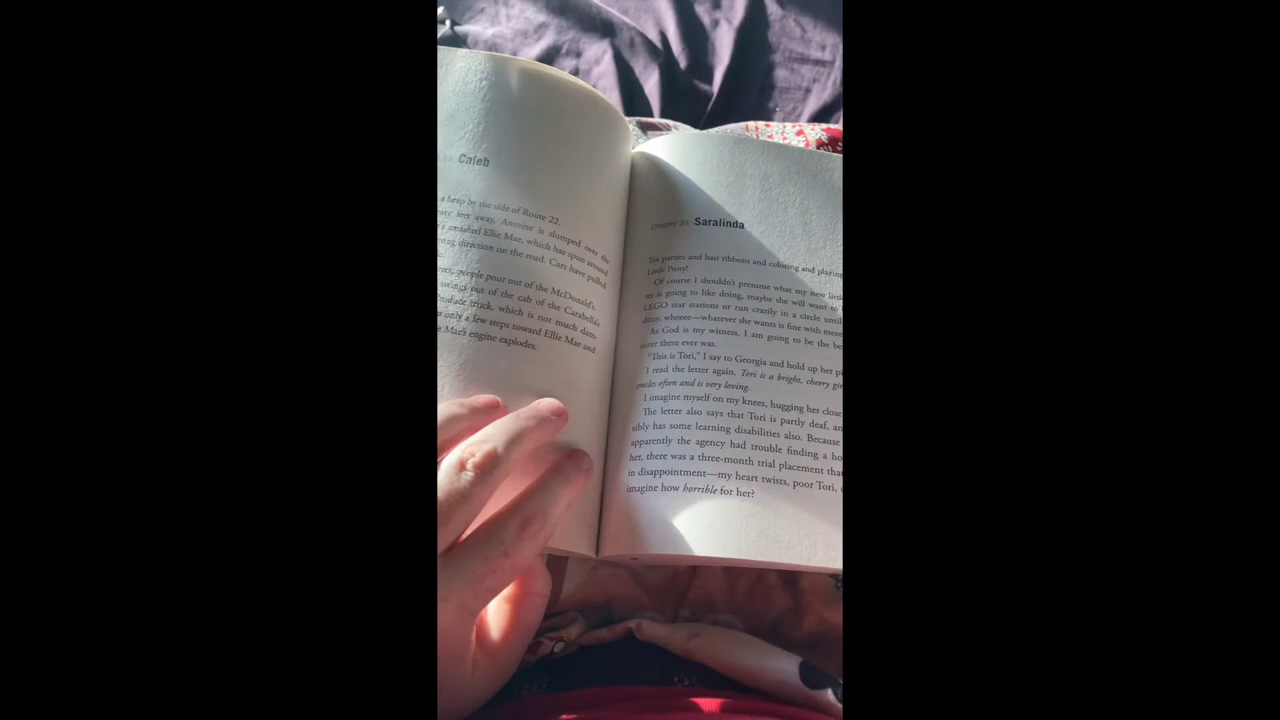 Caleb
a lump by the side of Route 22.
feet away, Antoine is slumped over the
smashed Ellie Mae, which has spun around
direction on the road. Cars have pulled
people pour out of the McDonald's.
swings out of the cab of the Carabella's
Produce truck, which is not much dam-
only a few steps toward Ellie Mae and
Mae's engine explodes.
Chapter 20: Saralinda
Tea parties and hair ribbons and coloring and playing
Little Pony!
Of course I shouldn't presume what my new little
is going to like doing, maybe she will want to
LEGO star stations or run crazily in a circle until
dizzy, wheeee—whatever she wants is fine with
As God is my witness, I am going to be the
sister there ever was.
"This is Tori," I say to Georgia and hold up her
I read the letter again. Tori is a bright, cheery
smiles often and is very loving.
I imagine myself on my knees, hugging her close
The letter also says that Tori is partly deaf,
sibly has some learning disabilities also. Because
apparently the agency had trouble finding a
her, there was a three-month trial placement
in disappointment—my heart twists, poor Tori,
imagine how horrible for her?